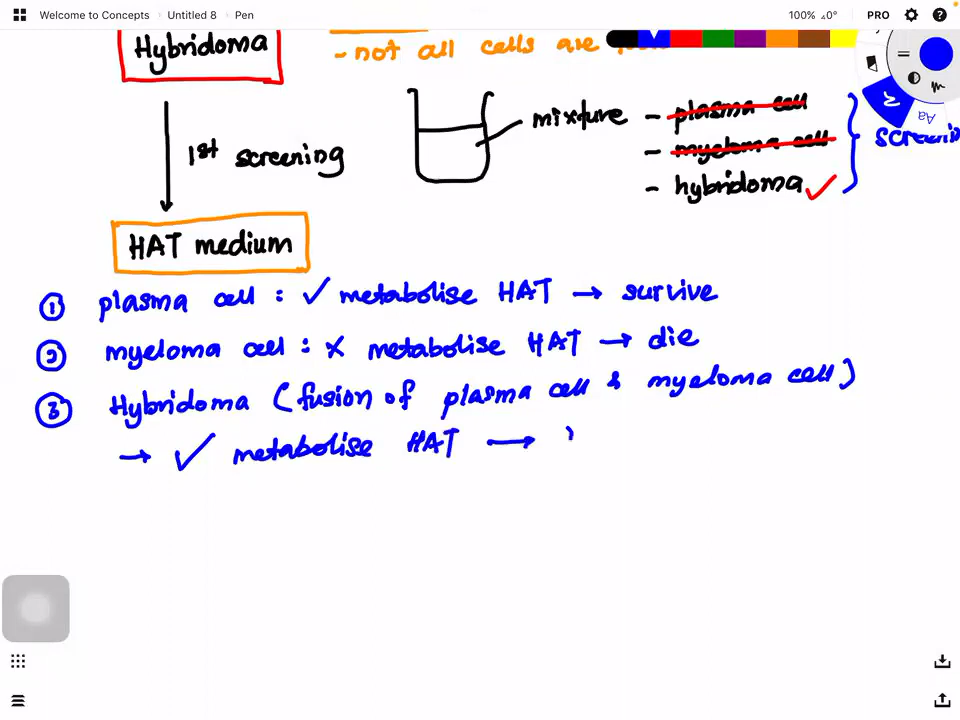 Welcome to Concepts › Untitled 8 › Pen 100% ⊿0° PRO
Hybridoma
- not all cells are
1st screening
mixture - plasma cell
- myeloma cell
- hybridoma ✓
HAT medium
① plasma cell : ✓ metabolise HAT → survive
② myeloma cell : × metabolise HAT → die
③ Hybridoma (fusion of plasma cell & myeloma cell)
→ ✓ metabolise HAT →
Aa